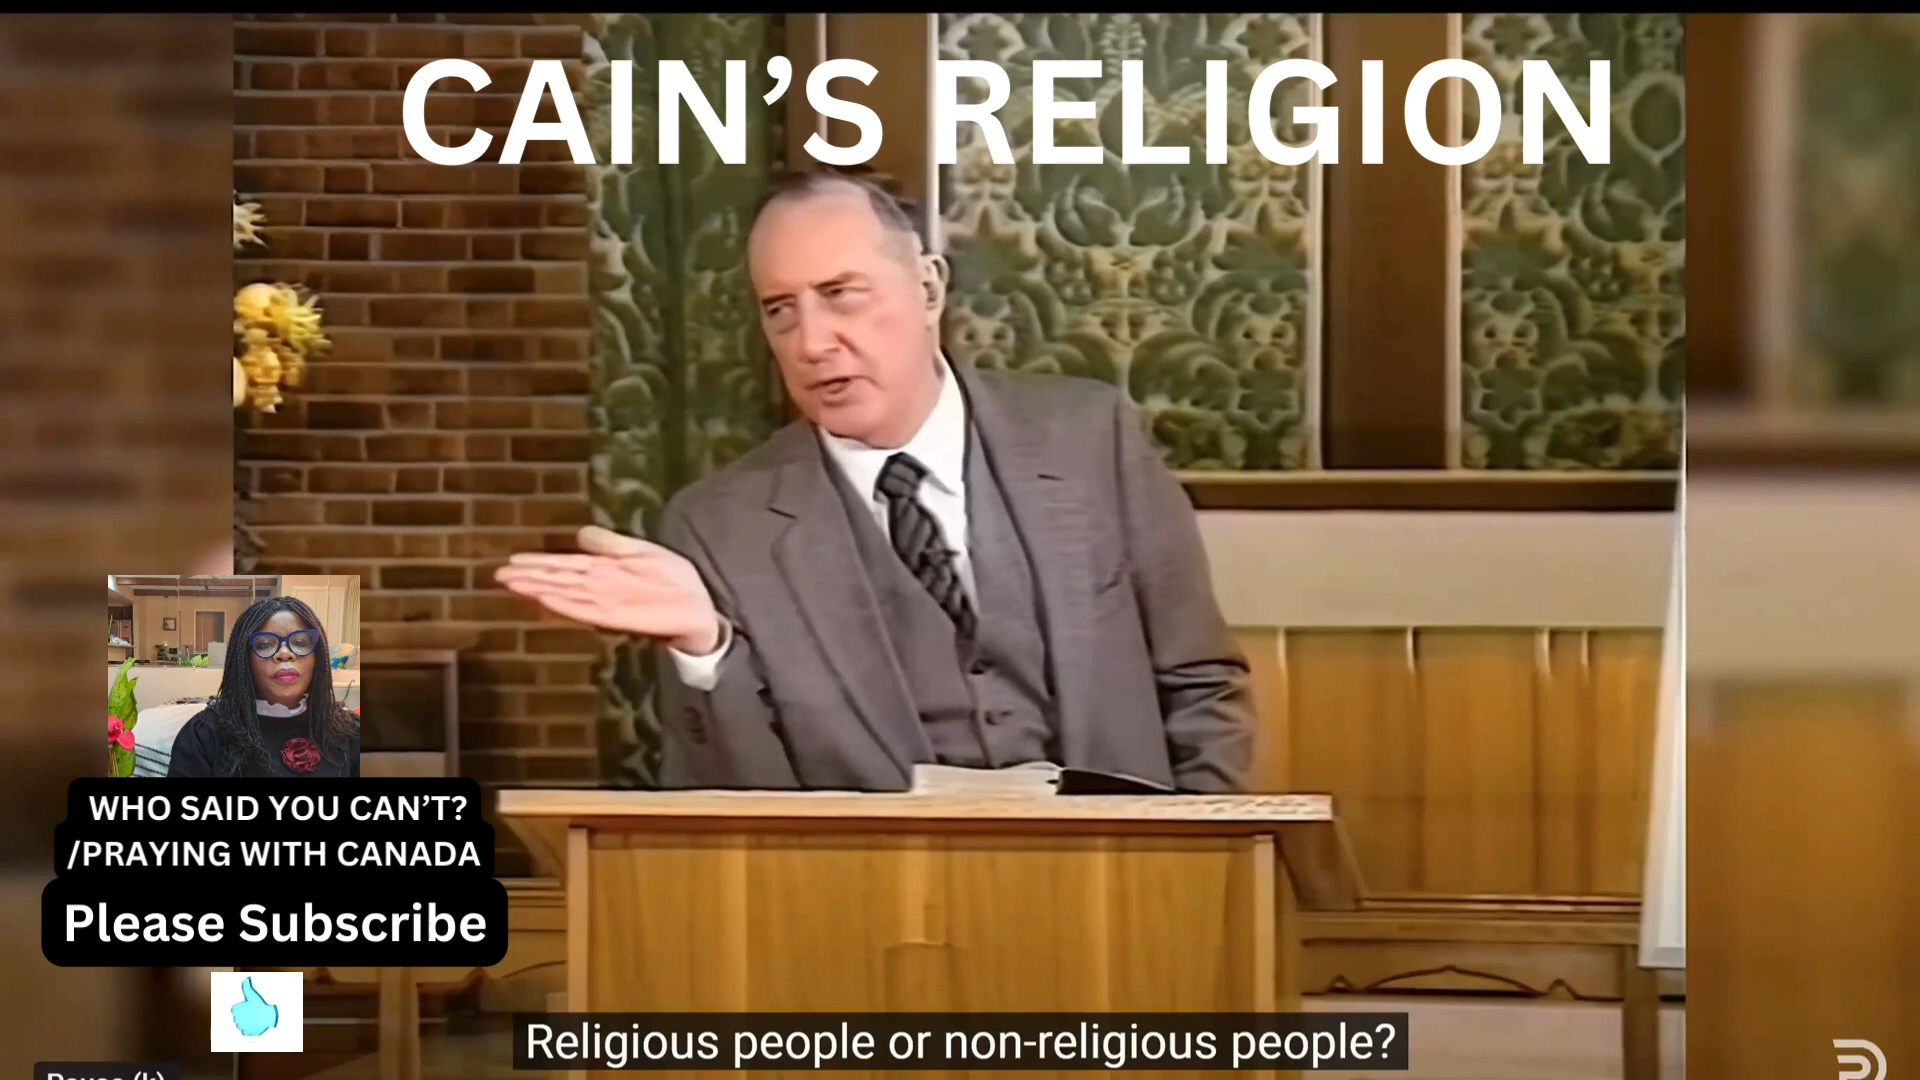 CAIN’S RELIGION
WHO SAID YOU CAN’T?
/PRAYING WITH CANADA
Please Subscribe
Religious people or non-religious people?